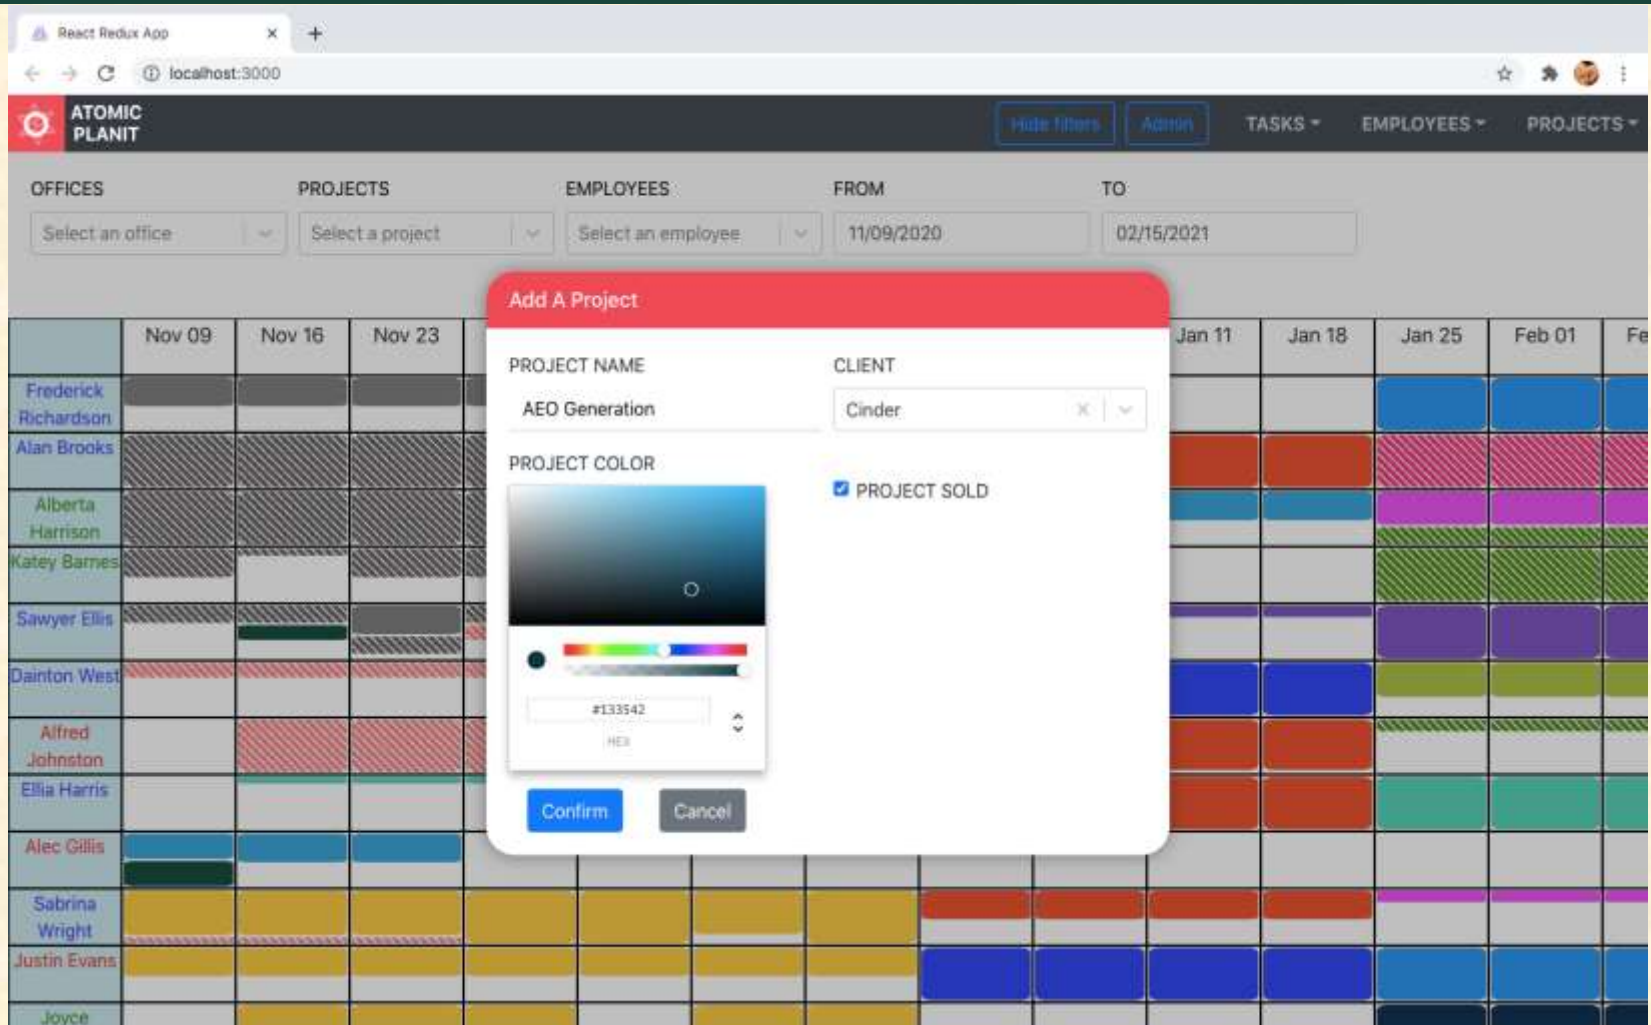 React Redux App
localhost:3000
ATOMIC
PLANIT
Hide filters
Admin
TASKS
EMPLOYEES
PROJECTS
OFFICES
PROJECTS
EMPLOYEES
FROM
TO
Select an office
Select a project
Select an employee
11/09/2020
02/15/2021
Add A Project
Nov 09
Nov 16
Nov 23
Jan 11
Jan 18
Jan 25
Feb 01
Fe
PROJECT NAME
CLIENT
AEO Generation
Cinder
PROJECT COLOR
PROJECT SOLD
#133542
HEX
Confirm
Cancel
Frederick
Richardson
Alan Brooks
Alberta
Harrison
Katey Barnes
Sawyer Ellis
Dainton West
Alfred
Johnston
Ellia Harris
Alec Gillis
Sabrina
Wright
Justin Evans
Joyce